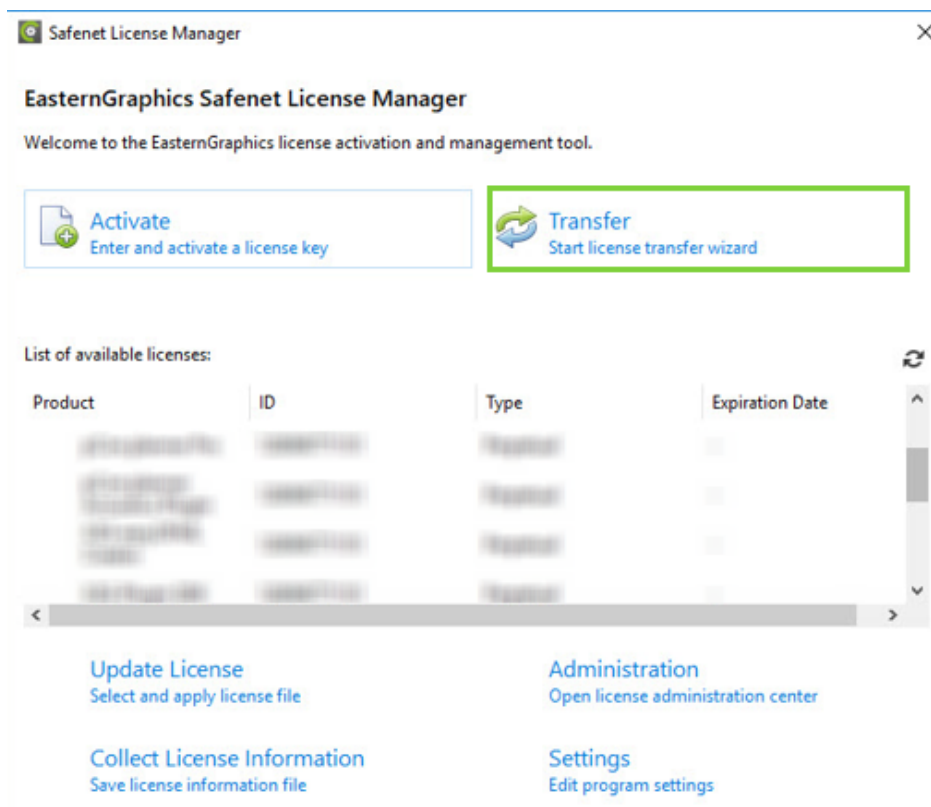 Safenet License Manager
EasternGraphics Safenet License Manager
Welcome to the EasternGraphics license activation and management tool.
Activate
Enter and activate a license key
Transfer
Start license transfer wizard
List of available licenses:
Product ID Type Expiration Date
Update License
Select and apply license file
Administration
Open license administration center
Collect License Information
Save license information file
Settings
Edit program settings